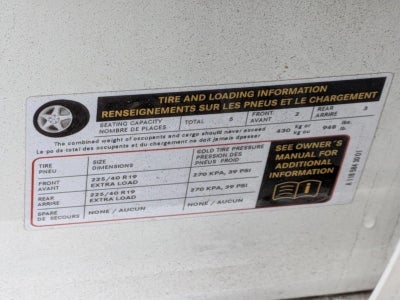 TIRE AND LOADING INFORMATION
RENSEIGNEMENTS SUR LES PNEUS ET LE CHARGEMENT
SEATING CAPACITY
NOMBRE DE PLACES TOTAL 5 FRONT AVANT 2 REAR ARRIERE 3
The combined weight of occupants and cargo should never exceed 430 kg or 948 lbs.
Le po de total des occupants et du chargement ne doit jamais dpasser kg ou lb.
TIRE PNEU SIZE DIMENSIONS COLD TIRE PRESSURE PRESSION DES PNEUS FROID
FRONT AVANT 225/40 R19 EXTRA LOAD 270 KPA, 39 PSI
REAR ARRIERE 225/40 R19 EXTRA LOAD 270 KPA, 39 PSI
SPARE DE SECOURS NONE / AUCUN NONE / AUCUN
SEE OWNER´S
MANUAL FOR
ADDITIONAL
INFORMATION